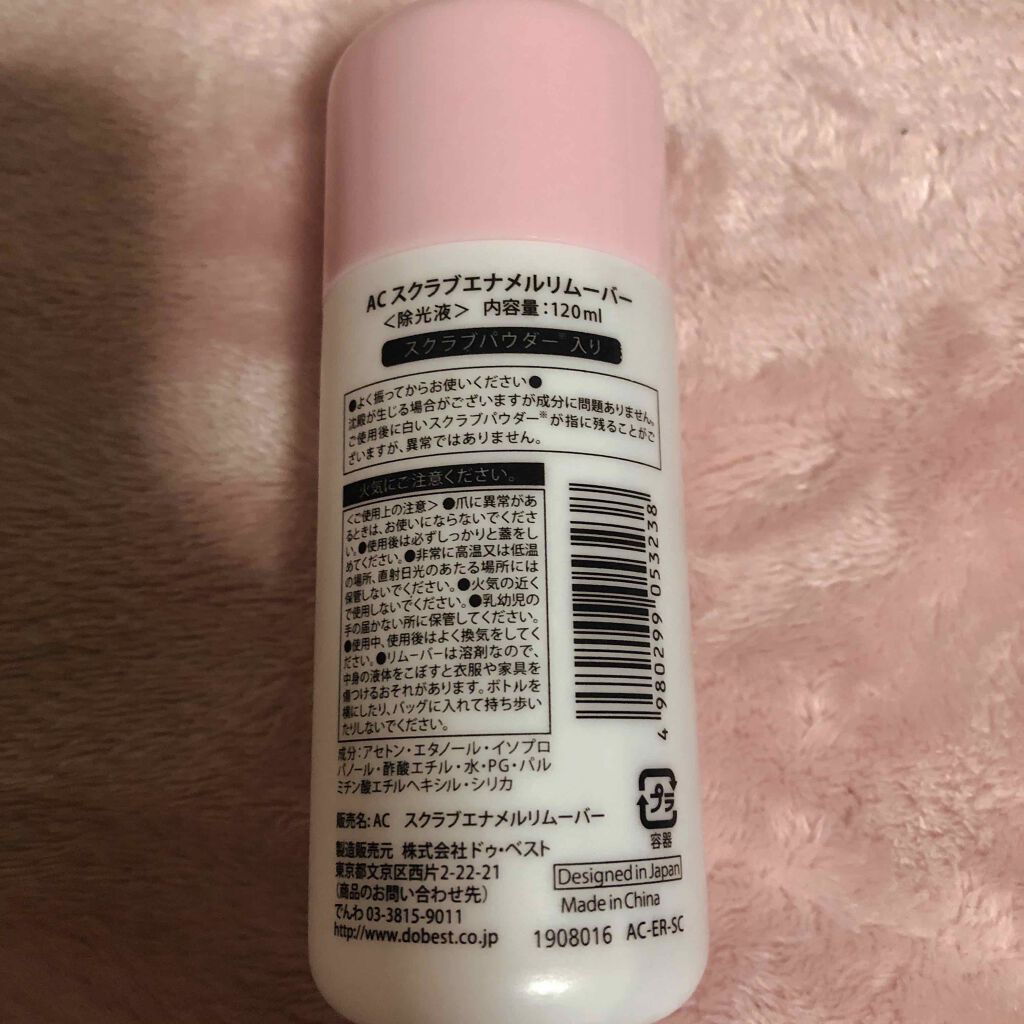 AC スクラブエナメルリムーバー
＜除光液＞ 内容量：120ml
スクラブパウダー※入り
●よく振ってからお使いください●
沈殿が生じる場合がございますが成分に問題ありません。
ご使用後に白いスクラブパウダー※が指に残ることがご
ざいますが、異常ではありません。
火気にご注意ください。
＜ご使用上の注意＞ ●爪に異常があ
るときは、お使いにならないでくださ
い。●使用後は必ずしっかりと蓋をし
めてください。●非常に高温又は低温
の場所、直射日光のあたる場所には
保管しないでください。●火気の近く
で使用しないでください。●乳幼児の
手の届かない所に保管してください。
●使用中、使用後はよく換気をしてく
ださい。●リムーバーは溶剤なので、
中身の液体をこぼすと衣服や家具を
傷つけるおそれがあります。ボトルを
横にしたり、バッグに入れて持ち歩い
たりしないでください。
4 980299 053238
成分：アセトン・エタノール・イソプロ
パノール・酢酸エチル・水・PG・パル
ミチン酸エチルヘキシル・シリカ
プラ
容器
販売名：AC スクラブエナメルリムーバー
製造販売元 株式会社ドゥ・ベスト
東京都文京区西片2-22-21
（商品のお問い合わせ先）
でんわ 03-3815-9011
http://www.dobest.co.jp
Designed in Japan
Made in China
1908016 AC-ER-SC